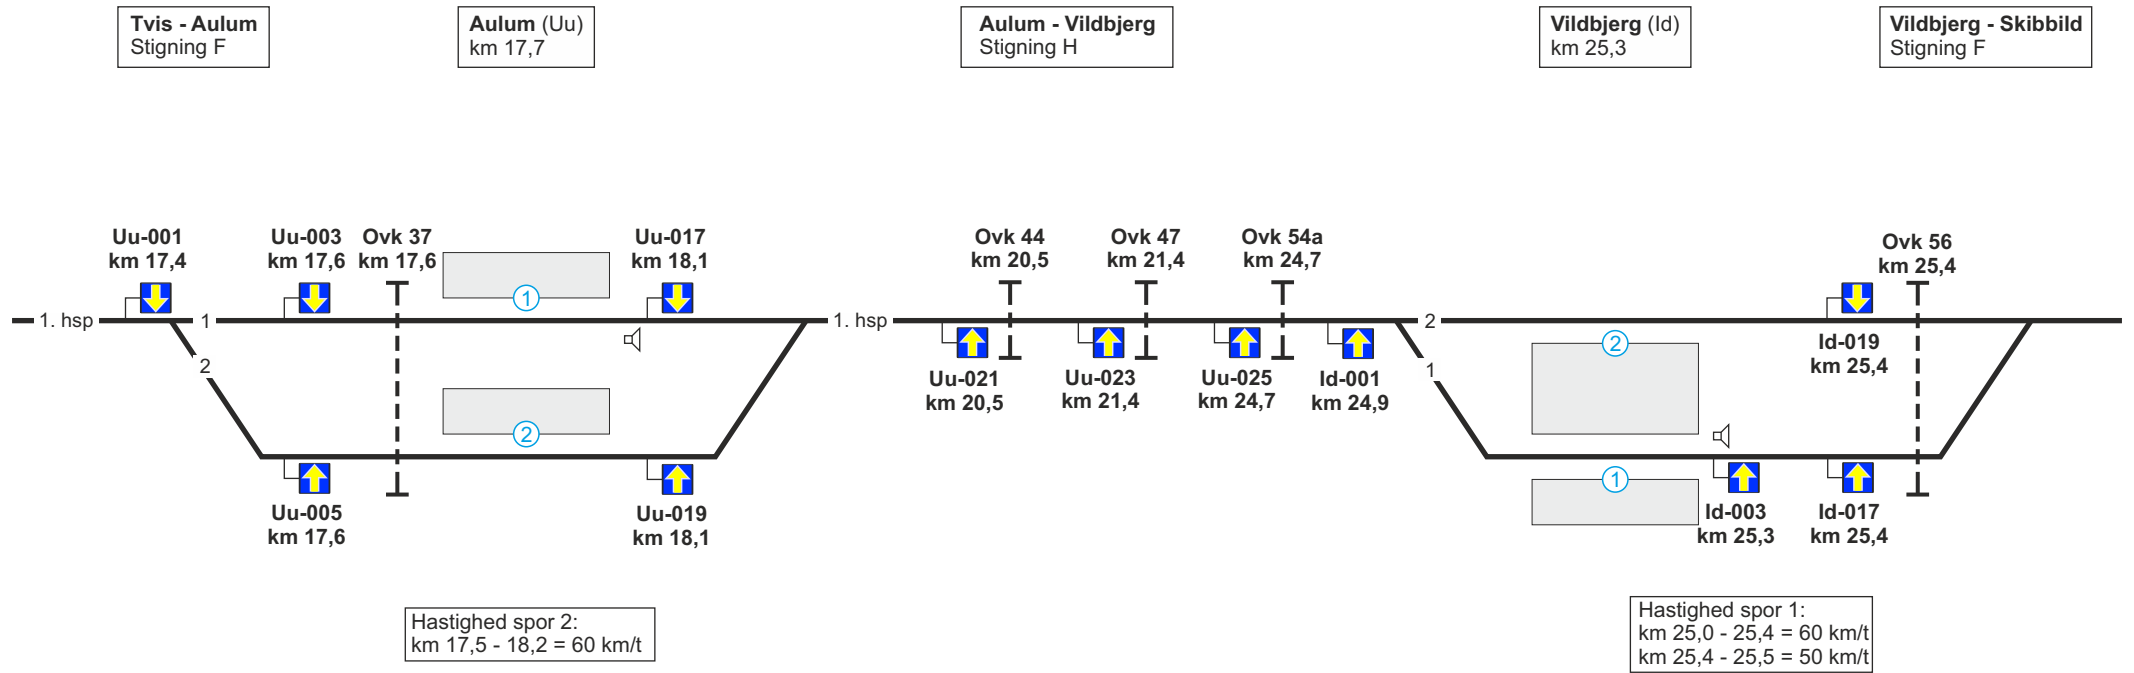 Tvis - Aulum
Stigning F
Aulum (Uu)
km 17,7
Aulum - Vildbjerg
Stigning H
Vildbjerg (Id)
km 25,3
Vildbjerg - Skibbild
Stigning F
Uu-001
km 17,4
Uu-003
km 17,6
Ovk 37
km 17,6
Uu-017
km 18,1
Ovk 44
km 20,5
Ovk 47
km 21,4
Ovk 54a
km 24,7
Ovk 56
km 25,4
1. hsp
1
2
1
2
Uu-005
km 17,6
Uu-019
km 18,1
1. hsp
Uu-021
km 20,5
Uu-023
km 21,4
Uu-025
km 24,7
Id-001
km 24,9
2
1
2
1
Id-019
km 25,4
Id-003
km 25,3
Id-017
km 25,4
Hastighed spor 2:
km 17,5 - 18,2 = 60 km/t
Hastighed spor 1:
km 25,0 - 25,4 = 60 km/t
km 25,4 - 25,5 = 50 km/t